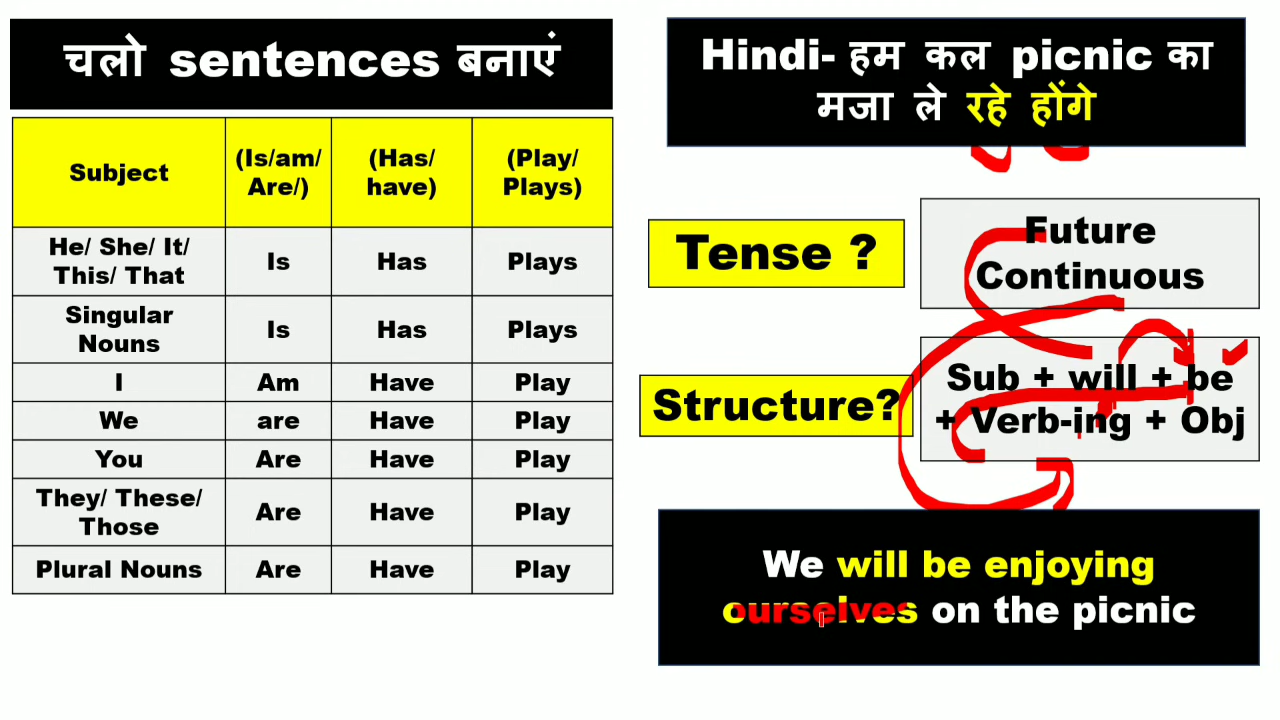 चलो sentences बनाएं
Subject
(Is/am/
Are/)
(Has/
have)
(Play/
Plays)
He/ She/ It/
This/ That
Is
Has
Plays
Singular
Nouns
Is
Has
Plays
I
Am
Have
Play
We
are
Have
Play
You
Are
Have
Play
They/ These/
Those
Are
Have
Play
Plural Nouns
Are
Have
Play
Hindi- हम कल picnic का
मजा ले रहे होंगे
Tense ?
Future
Continuous
Structure?
Sub + will + be
+ Verb-ing + Obj
We will be enjoying
ourselves on the picnic